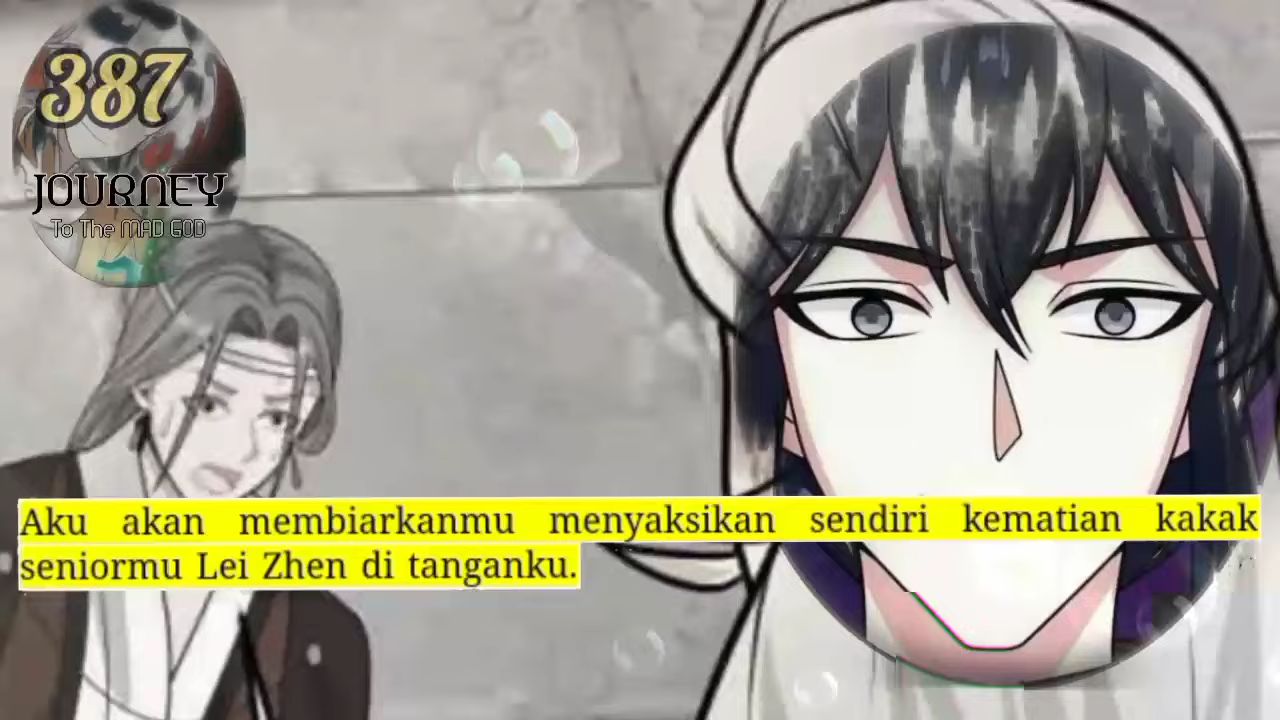 387
JOURNEY
To The MAD GOD
Aku akan membiarkanmu menyaksikan sendiri kematian kakak
seniormu Lei Zhen di tanganku.